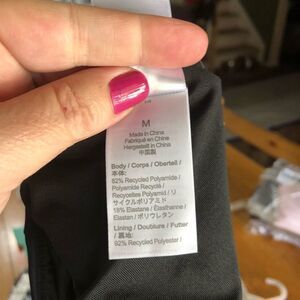 M
Made in China
Fabriqué en Chine
Hergestellt in China
中国製
Body / Corps / Oberteil /
本体:
82% Recycled Polyamide /
Polyamide Recyclé /
Recyceltes Polyamid / リ
サイクルポリアミド
18% Elastane / Élasthanne /
Elastan / ポリウレタン
Lining / Doublure / Futter
/ 裏地:
92% Recycled Polyester /